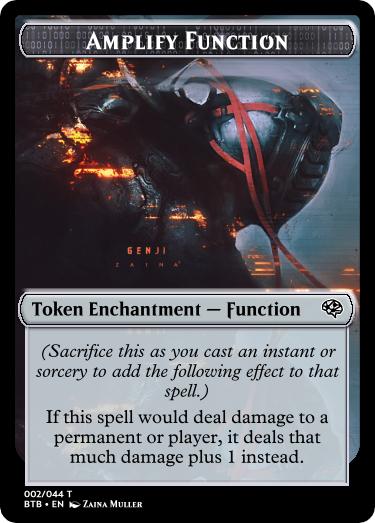 AMPLIFY FUNCTION
GENJI
ZAINA
Token Enchantment — Function
(Sacrifice this as you cast an instant or
sorcery to add the following effect to that
spell.)
If this spell would deal damage to a
permanent or player, it deals that
much damage plus 1 instead.
002/044 T
BTB • EN ZAINA MULLER